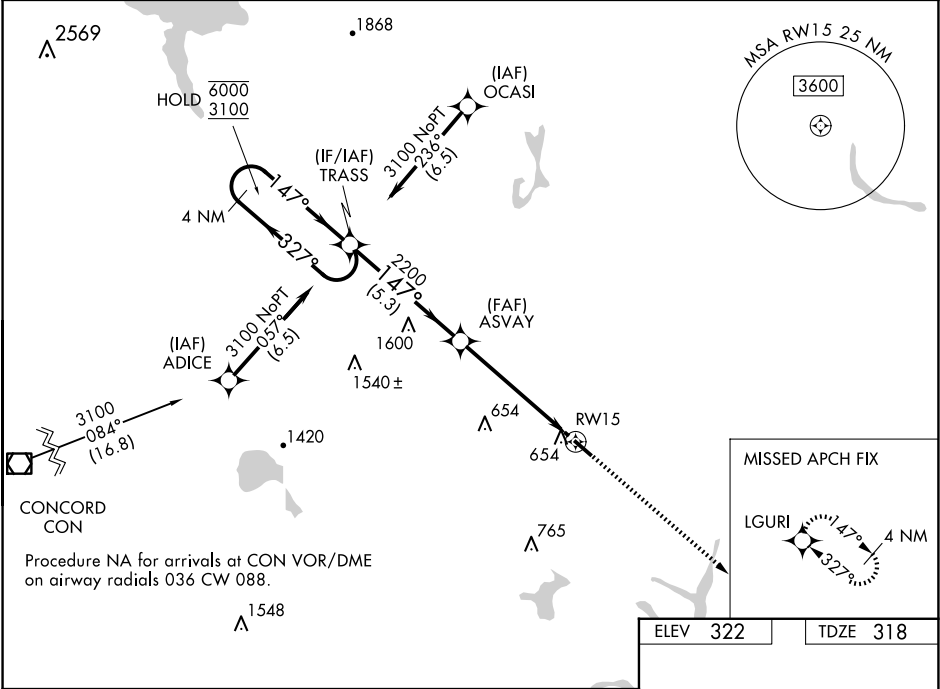 2569
1868
MSA RW15 25 NM
3600
HOLD 6000
3100
(IAF)
OCASI
3100 NoPT
236°
(6.5)
(IF/IAF)
TRASS
147°
4 NM
327°
2200
147°
(5.3)
(FAF)
ASVAY
3100 NoPT
057°
(6.5)
(IAF)
ADICE
1600
1540 ±
3100
084°
(16.8)
1420
654
RW15
654
CONCORD
CON
MISSED APCH FIX
LGURI
147°
4 NM
327°
765
Procedure NA for arrivals at CON VOR/DME
on airway radials 036 CW 088.
1548
ELEV 322
TDZE 318